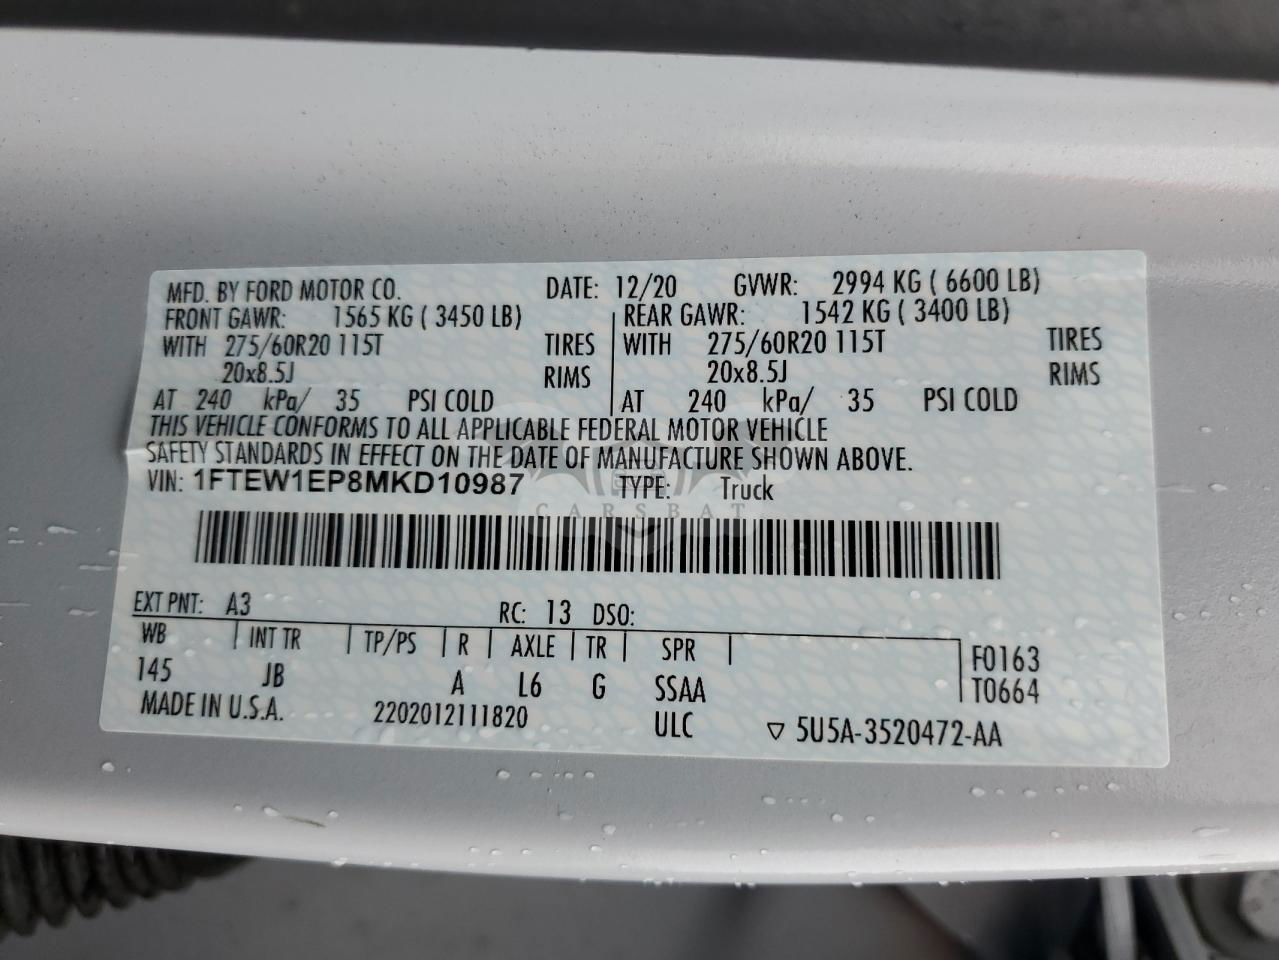 MFD. BY FORD MOTOR CO. DATE: 12/20 GVWR: 2994 KG ( 6600 LB)
FRONT GAWR: 1565 KG ( 3450 LB) REAR GAWR: 1542 KG ( 3400 LB)
WITH 275/60R20 115T TIRES WITH 275/60R20 115T TIRES
20x8.5J RIMS 20x8.5J RIMS
AT 240 kPa/ 35 PSI COLD AT 240 kPa/ 35 PSI COLD
THIS VEHICLE CONFORMS TO ALL APPLICABLE FEDERAL MOTOR VEHICLE
SAFETY STANDARDS IN EFFECT ON THE DATE OF MANUFACTURE SHOWN ABOVE.
VIN: 1FTEW1EP8MKD10987 TYPE: Truck
CARSBAT
EXT PNT: A3 RC: 13 DSO:
WB INT TR TP/PS R AXLE TR SPR F0163
145 JB A L6 G SSAA T0664
MADE IN U.S.A. 2202012111820 ULC ▽ 5U5A-3520472-AA